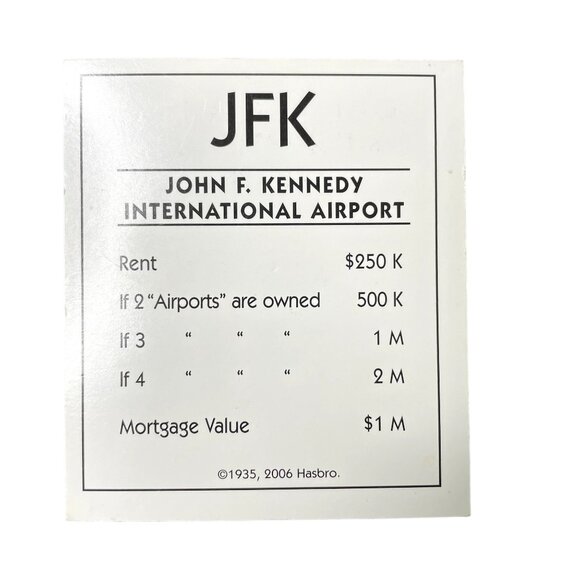 JFK
JOHN F. KENNEDY
INTERNATIONAL AIRPORT
Rent $250 K
If 2 “Airports” are owned 500 K
If 3 “ “ “ 1 M
If 4 “ “ “ 2 M
Mortgage Value $1 M
©1935, 2006 Hasbro.